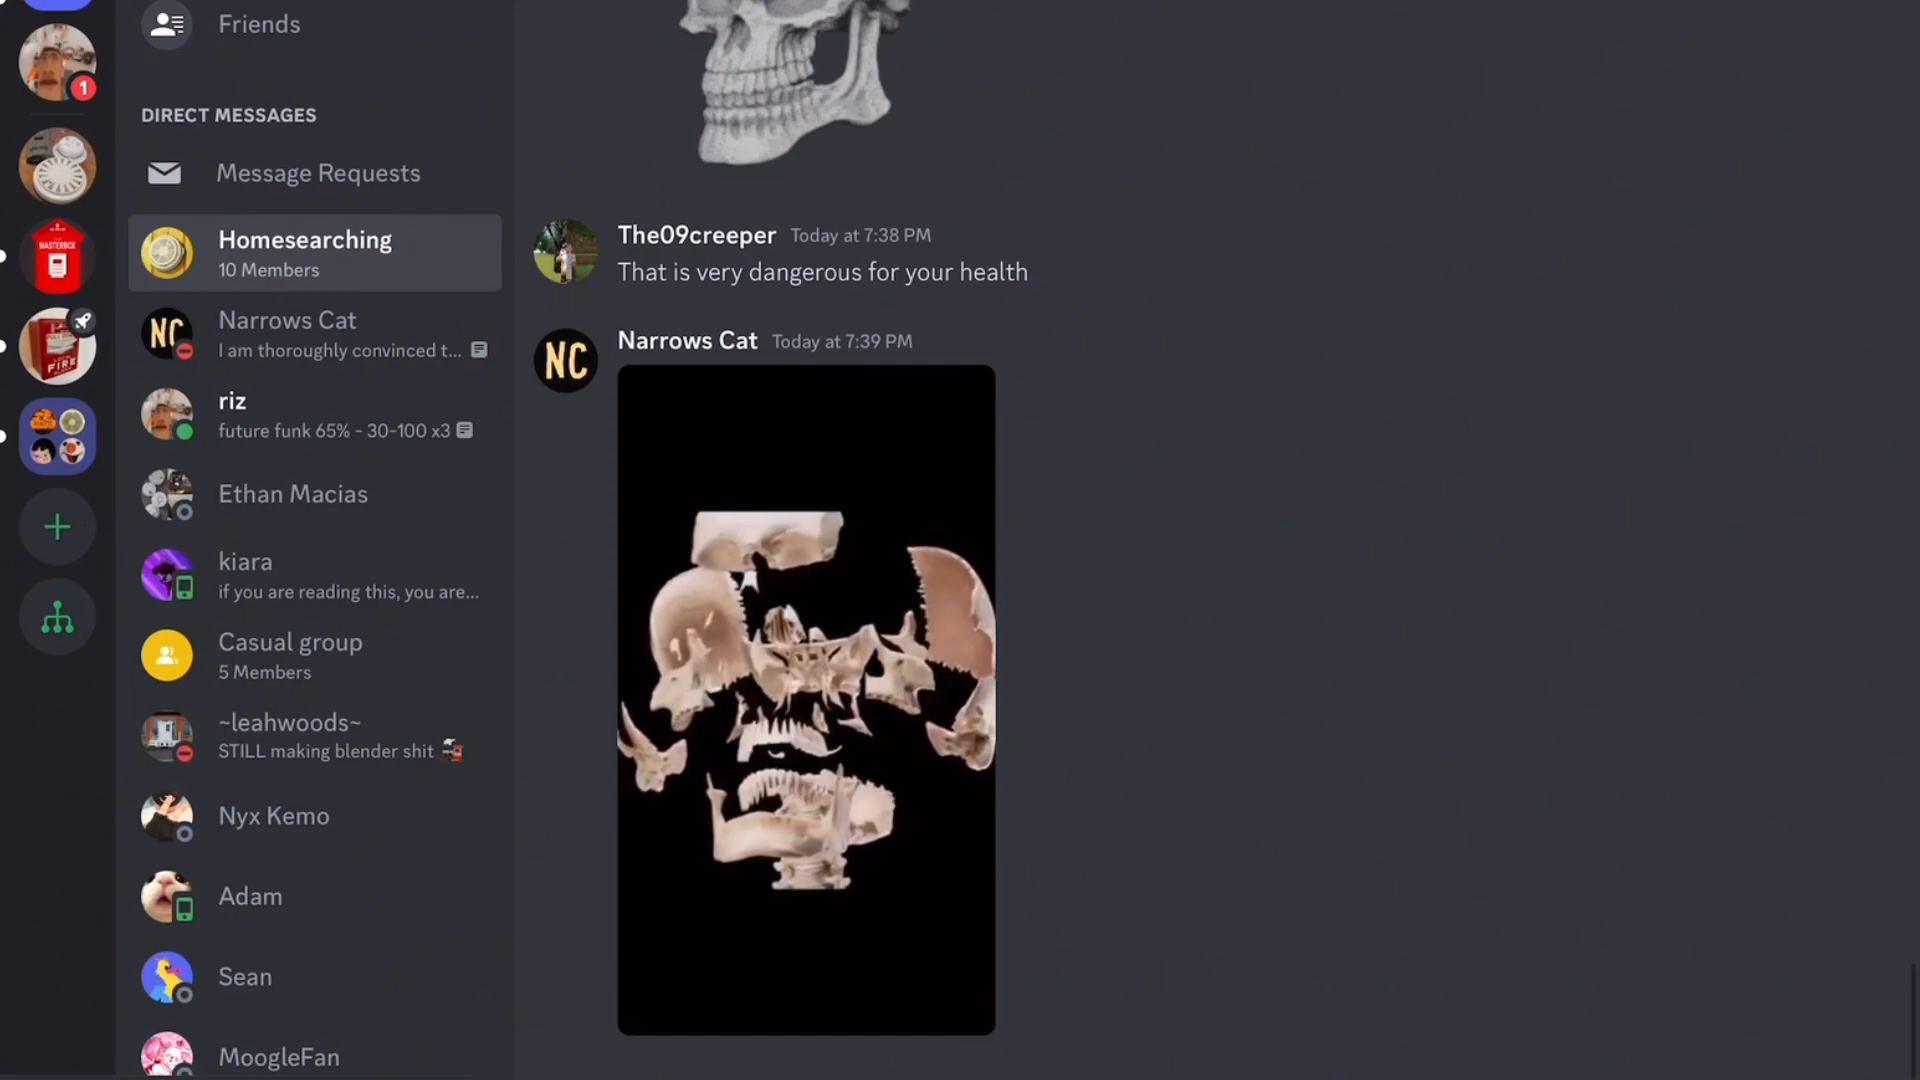 Friends
1
DIRECT MESSAGES
Message Requests
MASTERBOX
Homesearching
10 Members
FIRE
NC
Narrows Cat
I am thoroughly convinced t...
riz
future funk 65% - 30-100 x3
Ethan Macias
kiara
if you are reading this, you are...
Casual group
5 Members
~leahwoods~
STILL making blender shit
Nyx Kemo
Adam
Sean
MoogleFan
The09creeper Today at 7:38 PM
That is very dangerous for your health
NC
Narrows Cat Today at 7:39 PM